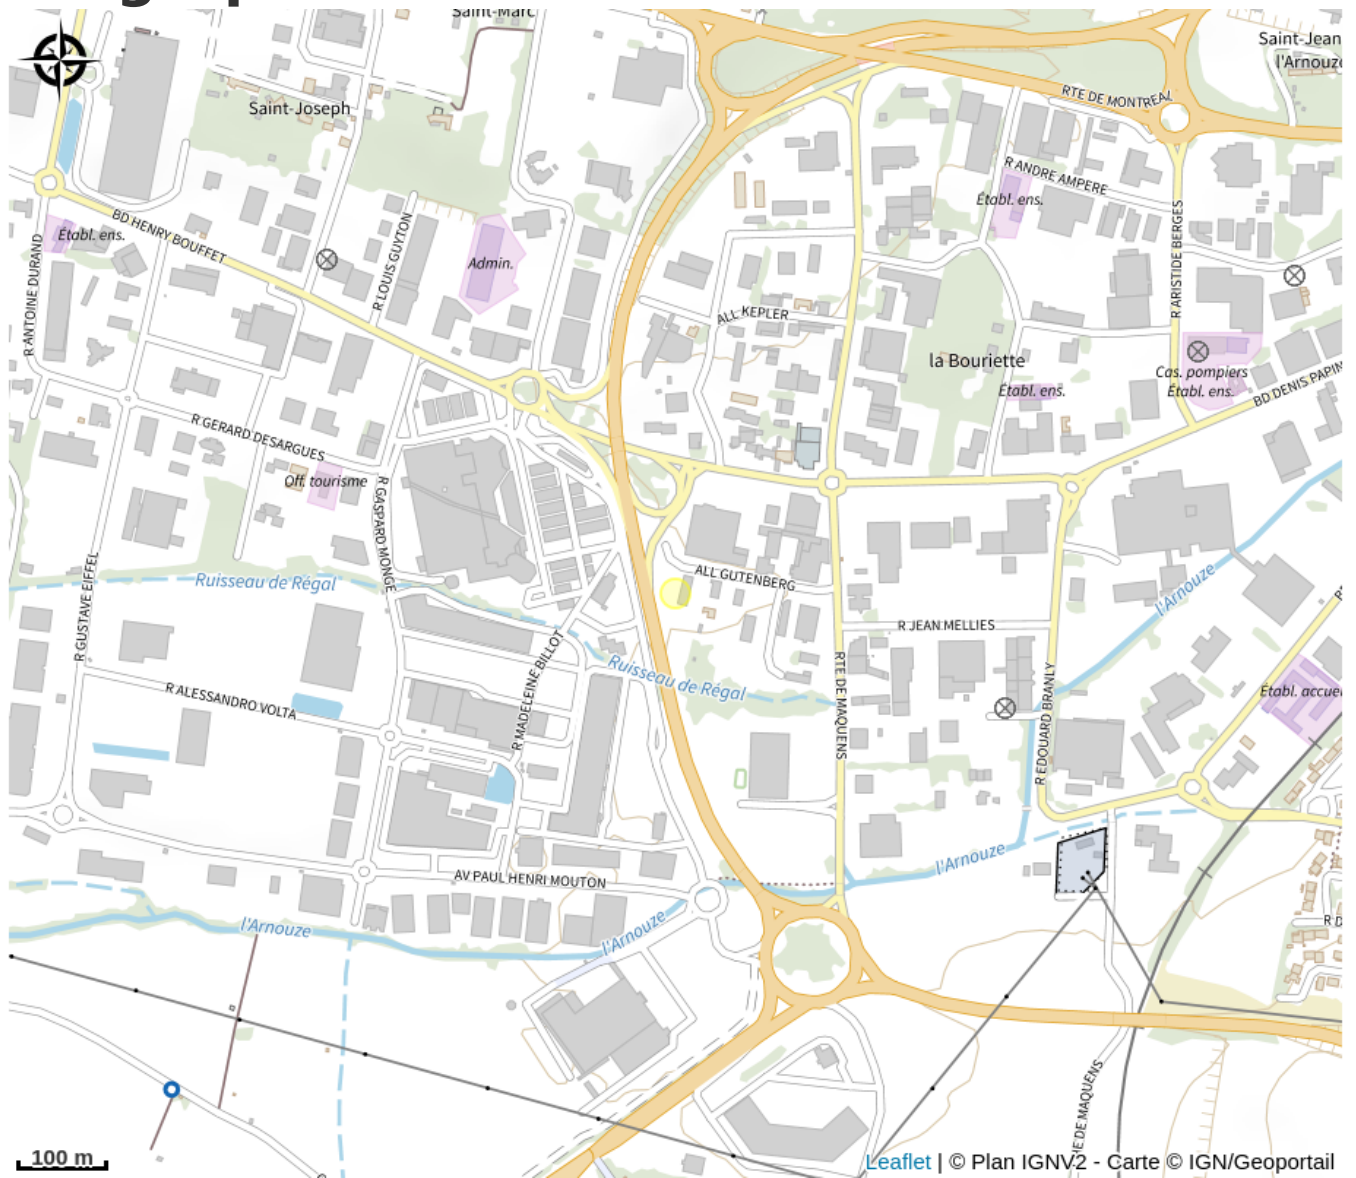 Saint-Marc
Saint-Jean
l'Arnouze
Saint-Joseph
RTE DE MONTREAL
R ANDRE AMPERE
Établ. ens.
BD HENRY BOUFFET
Établ. ens.
R LOUIS GUYTON
Admin.
R ANTOINE DURAND
R ARISTIDE BERGES
ALL KEPLER
la Bouriette
Cas. pompiers
Établ. ens.
Établ. ens.
BD DENIS PAPIN
R GERARD DESARGUES
Off. tourisme
R GASPARD MONGE
R GUSTAVE EIFFEL
Ruisseau de Régal
ALL GUTENBERG
l'Arnouze
R JEAN MELLIES
R MADELEINE BILLOT
Ruisseau de Régal
RTE DE MAQUENS
R EDOUARD BRANLY
Établ. accuei
R ALESSANDRO VOLTA
l'Arnouze
AV PAUL HENRI MOUTON
l'Arnouze
l'Arnouze
R D
HE DE MAQUENS
100 m
Leaflet | © Plan IGNV2 - Carte © IGN/Geoportail